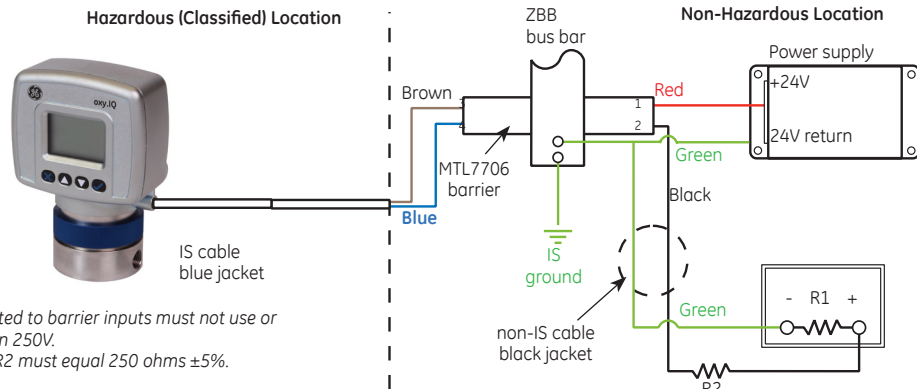 Hazardous (Classified) Location
ZBB
bus bar
Non-Hazardous Location
Power supply
+24V
24V return
Brown
Red
1
2
4
MTL7706
barrier
Green
Black
Blue
oxy.IQ
IS cable
blue jacket
IS
ground
non-IS cable
black jacket
Green
- R1 +
R2
ted to barrier inputs must not use or
n 250V.
R2 must equal 250 ohms ±5%.